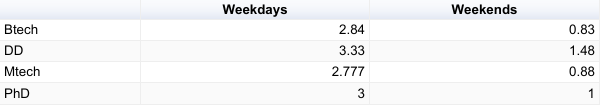 Weekdays Weekends
Btech 2.84 0.83
DD 3.33 1.48
Mtech 2.777 0.88
PhD 3 1